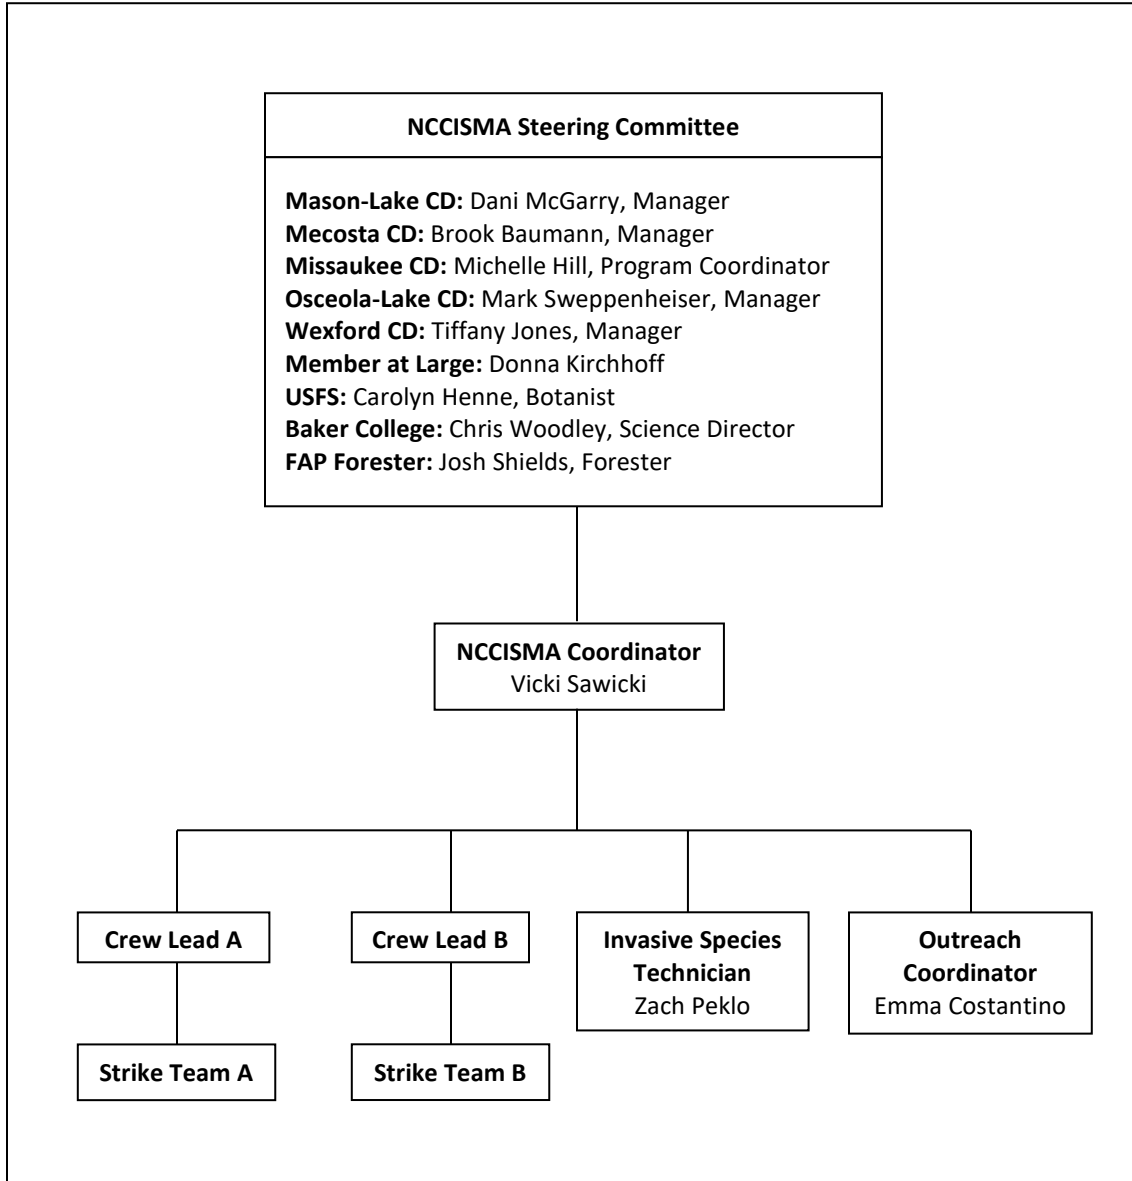 NCCISMA Steering Committee
Mason-Lake CD: Dani McGarry, Manager
Mecosta CD: Brook Baumann, Manager
Missaukee CD: Michelle Hill, Program Coordinator
Osceola-Lake CD: Mark Sweppenheiser, Manager
Wexford CD: Tiffany Jones, Manager
Member at Large: Donna Kirchhoff
USFS: Carolyn Henne, Botanist
Baker College: Chris Woodley, Science Director
FAP Forester: Josh Shields, Forester
NCCISMA Coordinator
Vicki Sawicki
Crew Lead A
Crew Lead B
Invasive Species
Technician
Zach Peklo
Outreach
Coordinator
Emma Costantino
Strike Team A
Strike Team B